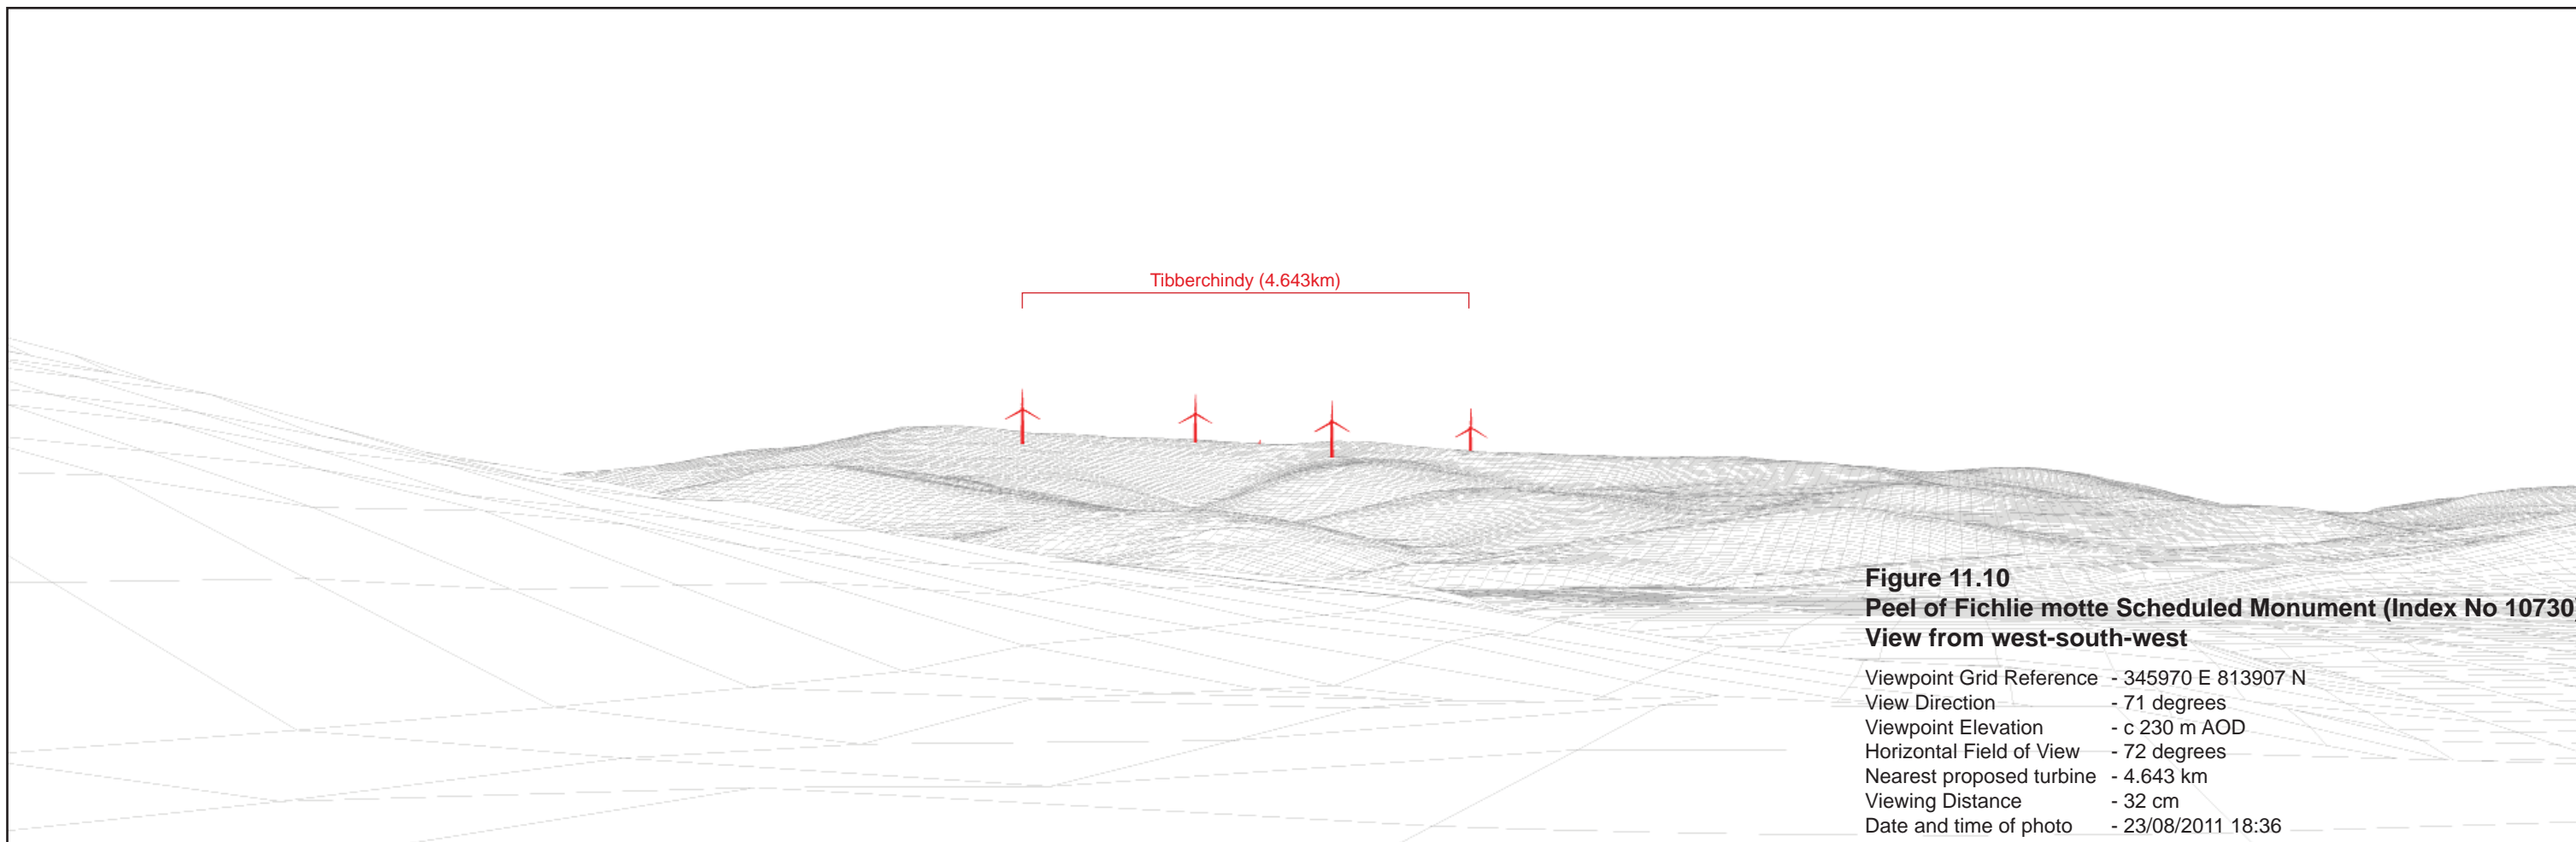 Tibberchindy (4.643km)
Figure 11.10
Peel of Fichlie motte Scheduled Monument (Index No 10730)
View from west-south-west
Viewpoint Grid Reference - 345970 E 813907 N
View Direction - 71 degrees
Viewpoint Elevation - c 230 m AOD
Horizontal Field of View - 72 degrees
Nearest proposed turbine - 4.643 km
Viewing Distance - 32 cm
Date and time of photo - 23/08/2011 18:36